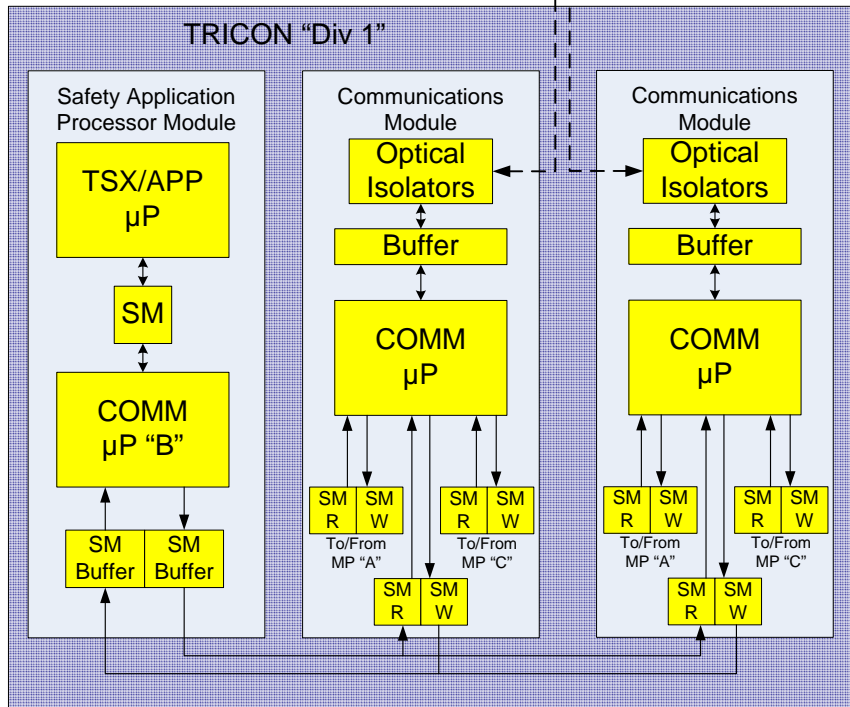 TRICON “Div 1”
Safety Application
Processor Module
TSX/APP
µP
SM
COMM
µP “B”
SM
Buffer
SM
Buffer
Communications
Module
Optical
Isolators
Buffer
COMM
µP
SM
R
SM
W
To/From
MP “A”
SM
R
SM
W
To/From
MP “C”
SM
R
SM
W
Communications
Module
Optical
Isolators
Buffer
COMM
µP
SM
R
SM
W
To/From
MP “A”
SM
R
SM
W
To/From
MP “C”
SM
R
SM
W